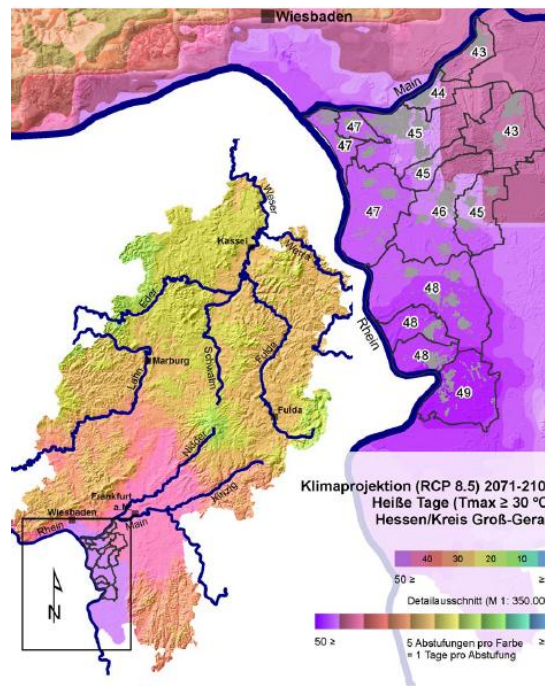 Wiesbaden
Main
43
44
43
45
47
47
45
47
46
45
48
48
48
49
Rhein
Weser
Kassel
Werra
Eder
Schwalm
Fulda
Lahn
Marburg
Fulda
Nidda
Kinzig
Frankfurt
a.M.
Wiesbaden
Rhein
Main
N
Klimaprojektion (RCP 8.5) 2071-210
Heiße Tage (Tmax ≥ 30 °C
Hessen/Kreis Groß-Gera
40 30 20 10
50 ≥ ≥
Detailausschnitt (M 1: 350.00
50 ≥ 5 Abstufungen pro Farbe ≥
= 1 Tage pro Abstufung